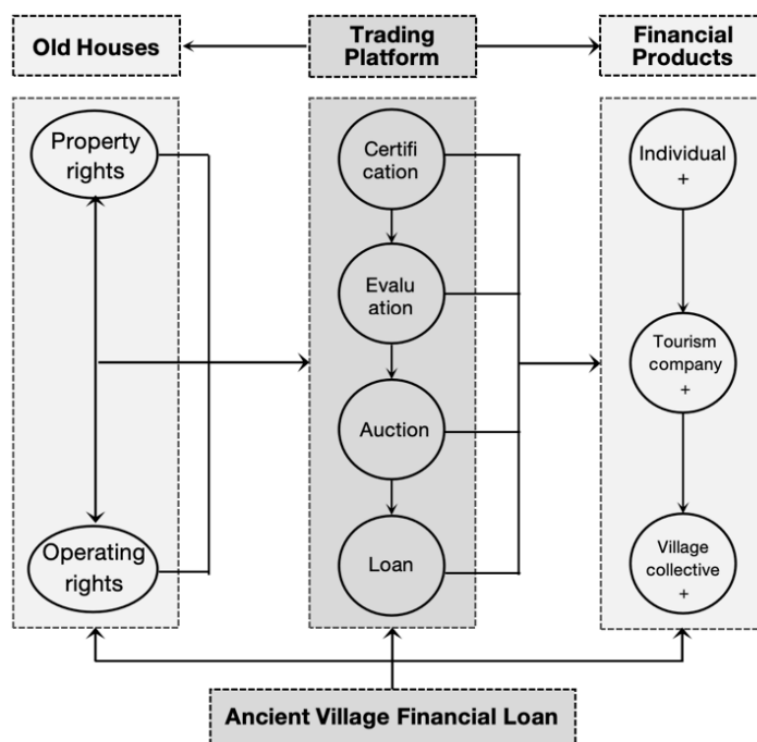 Old Houses
Trading
Platform
Financial
Products
Property
rights
Operating
rights
Certifi
cation
Evalu
ation
Auction
Loan
Individual
+
Tourism
company
+
Village
collective
+
Ancient Village Financial Loan